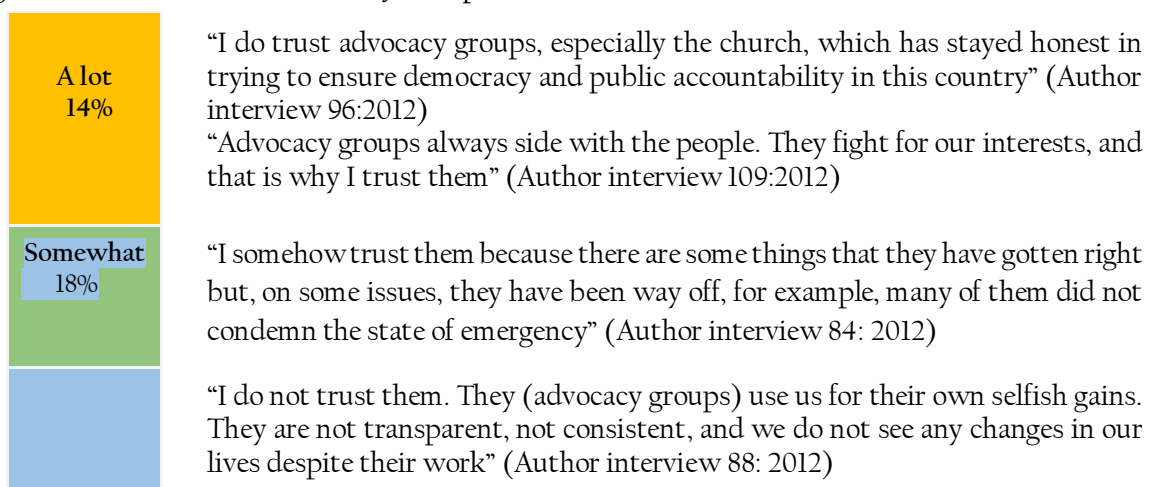 A lot
14%
“I do trust advocacy groups, especially the church, which has stayed honest in
trying to ensure democracy and public accountability in this country” (Author
interview 96:2012)
“Advocacy groups always side with the people. They fight for our interests, and
that is why I trust them” (Author interview 109:2012)
Somewhat
18%
“I somehow trust them because there are some things that they have gotten right
but, on some issues, they have been way off, for example, many of them did not
condemn the state of emergency” (Author interview 84: 2012)
“I do not trust them. They (advocacy groups) use us for their own selfish gains.
They are not transparent, not consistent, and we do not see any changes in our
lives despite their work” (Author interview 88: 2012)